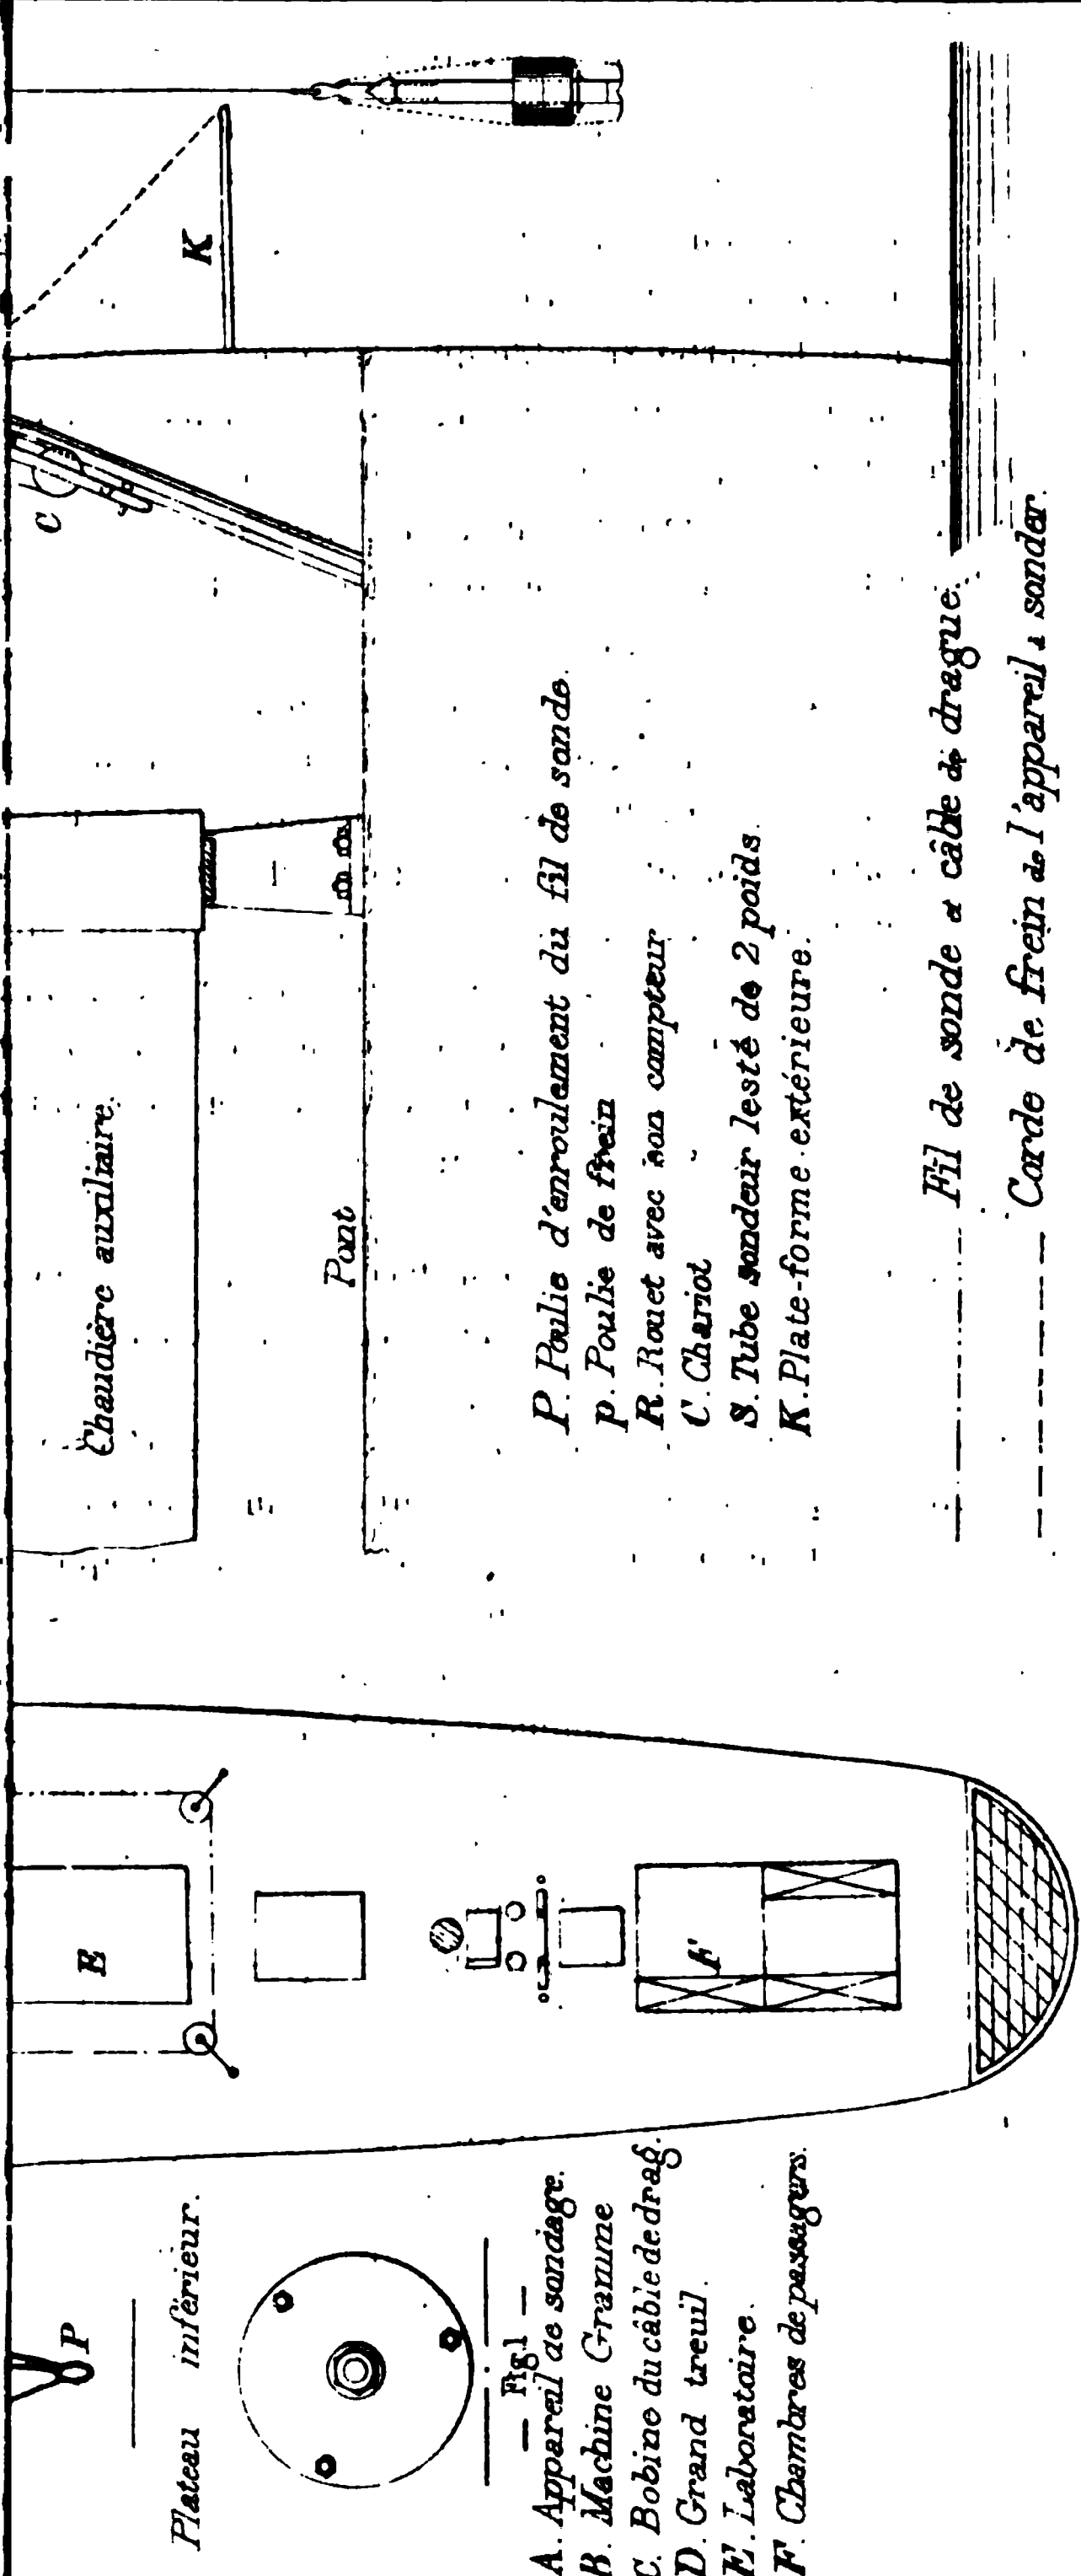 Plateau inférieur.
P
— Fig.1 —
A. Appareil de sondage.
B. Machine Gramme
C. Bobine du câble de drag.
D. Grand treuil.
E. Laboratoire.
F. Chambres de passagers.
E
F
Chaudière auxiliaire.
Pont
C
K
P. Poulie d'enroulement du fil de sonde.
p. Poulie de frein
R. Rouet avec son compteur
C. Chariot
S. Tube sondeur lesté de 2 poids.
K. Plate-forme extérieure.
Fil de sonde & câble de drague.
Corde de frein de l'appareil à sonder.